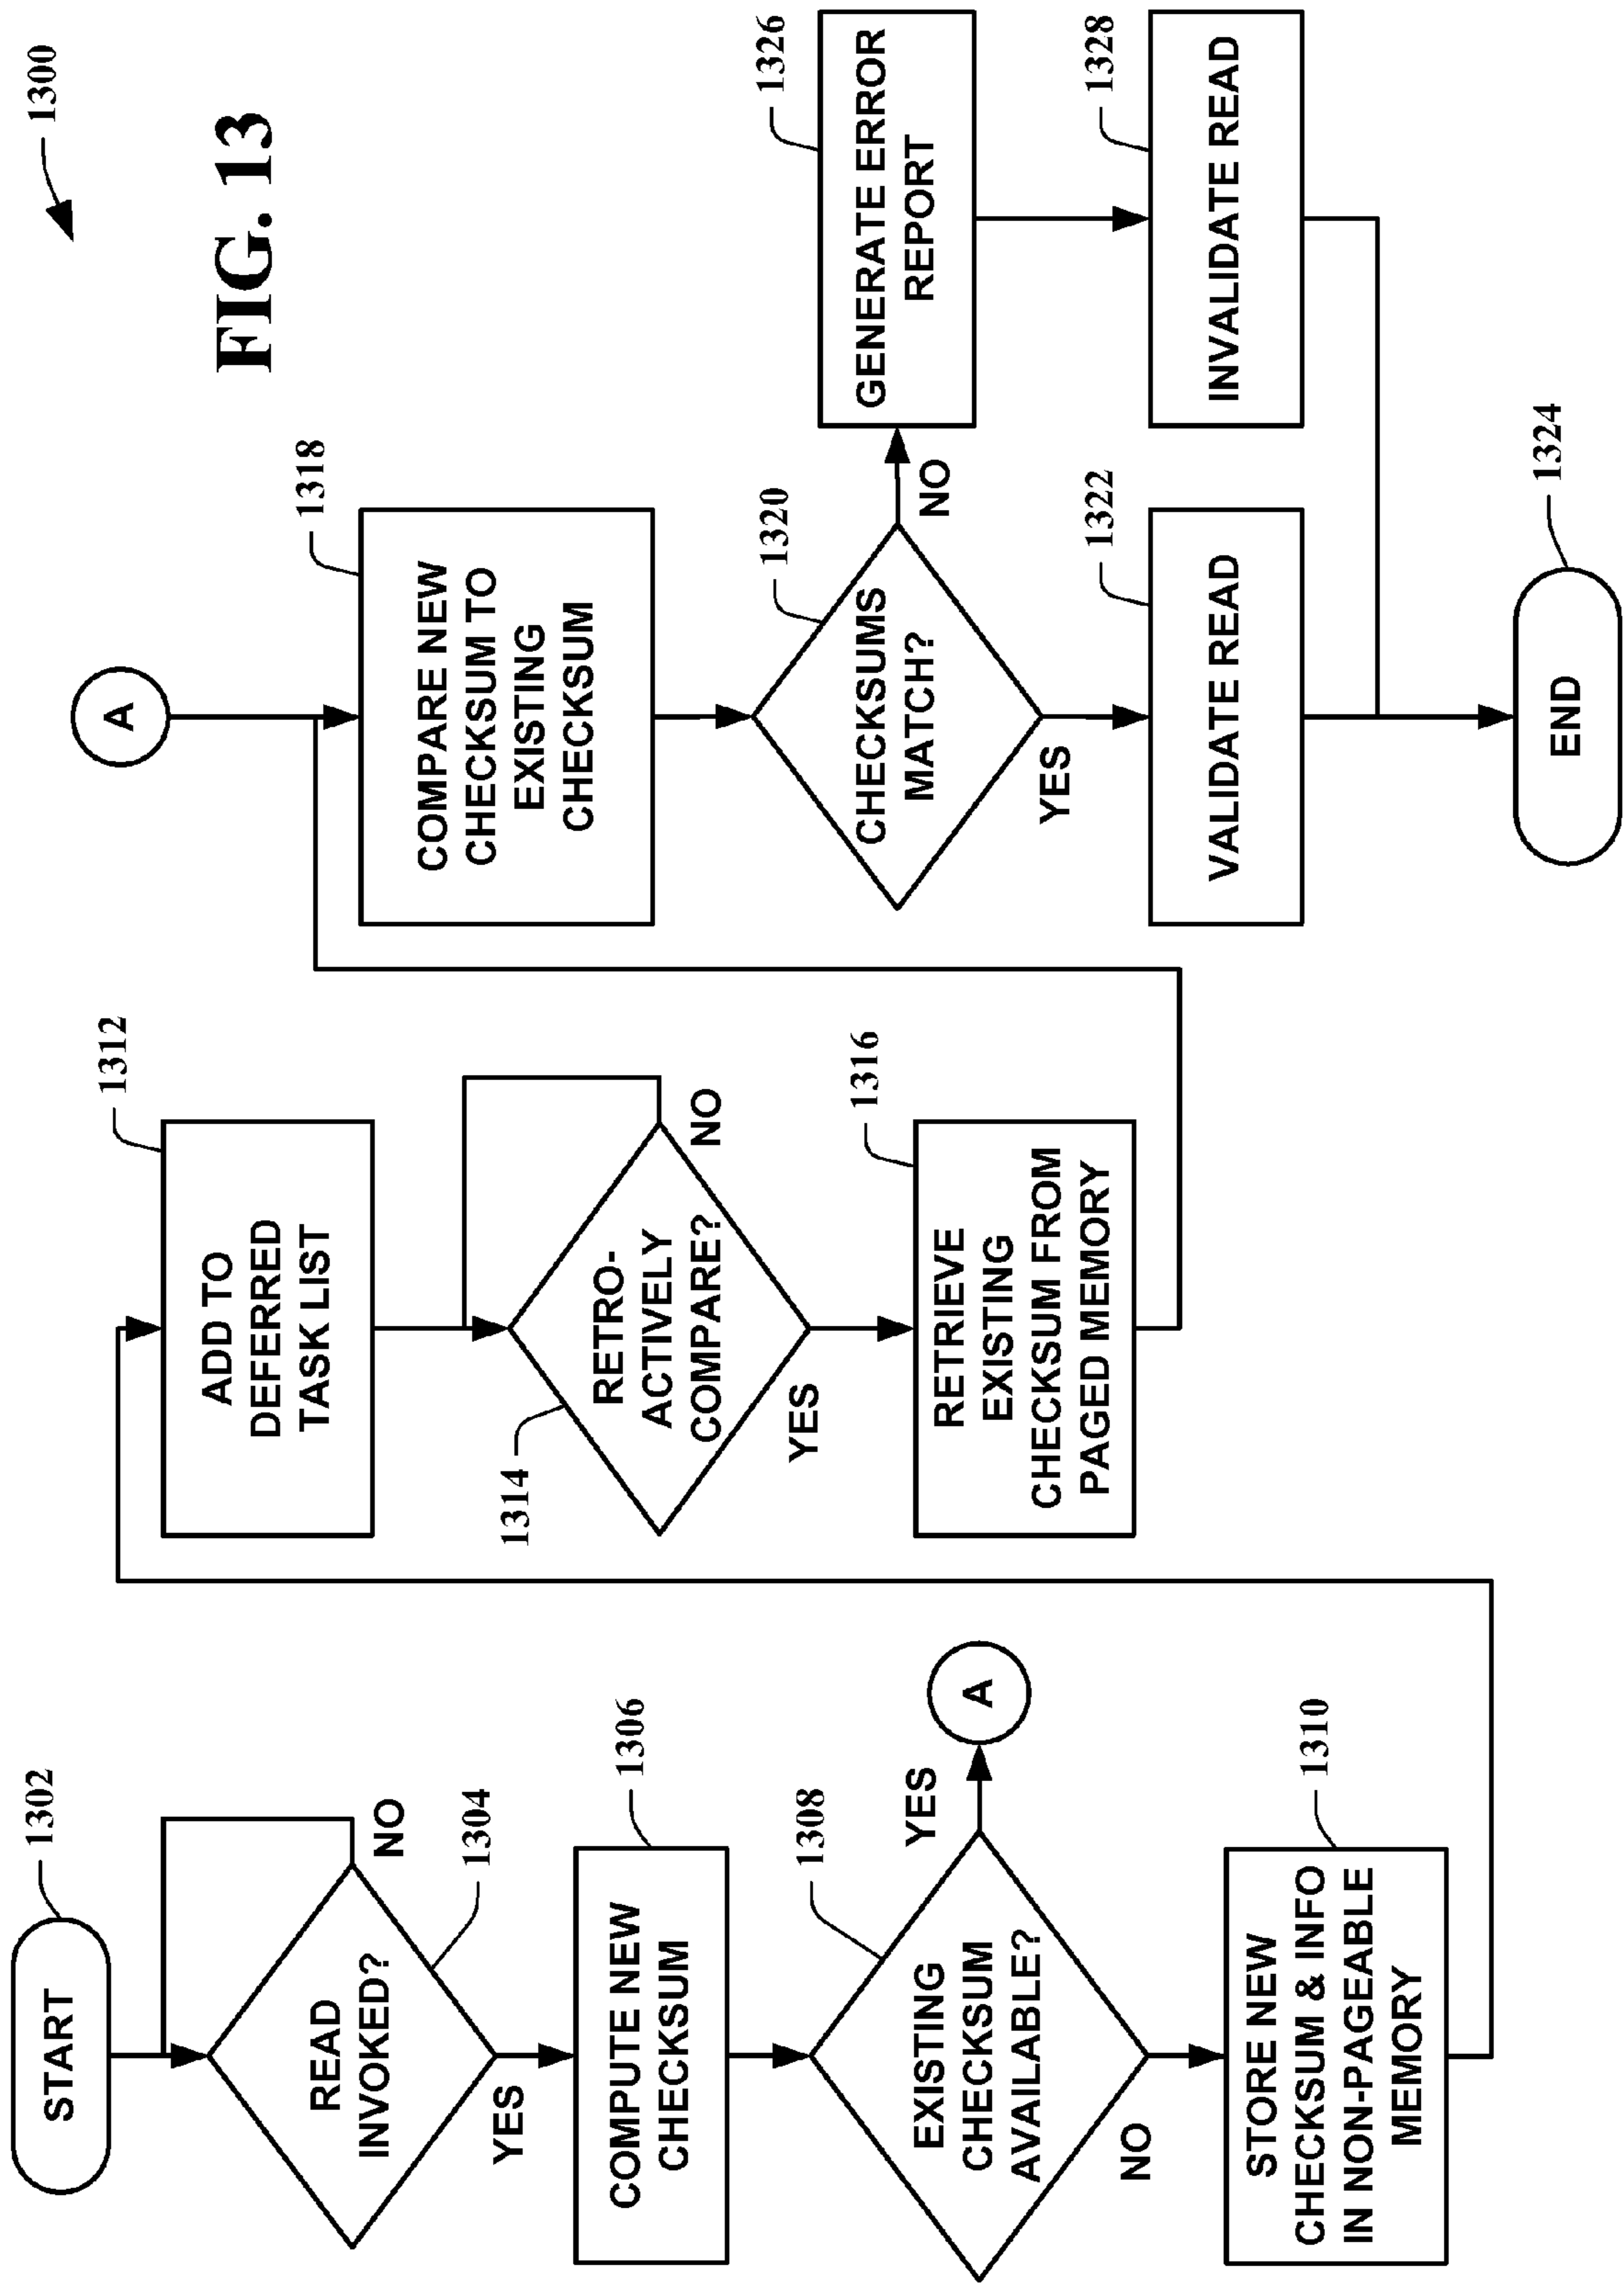 1300
FIG. 13
START
1302
READ
INVOKED?
NO
1304
YES
COMPUTE NEW
CHECKSUM
1306
EXISTING
CHECKSUM
AVAILABLE?
1308
YES
A
NO
STORE NEW
CHECKSUM & INFO
IN NON-PAGEABLE
MEMORY
1310
ADD TO
DEFERRED
TASK LIST
1312
RETRO-
ACTIVELY
COMPARE?
1314
NO
YES
RETRIEVE
EXISTING
CHECKSUM FROM
PAGED MEMORY
1316
A
COMPARE NEW
CHECKSUM TO
EXISTING
CHECKSUM
1318
CHECKSUMS
MATCH?
1320
NO
YES
GENERATE ERROR
REPORT
1326
VALIDATE READ
1322
INVALIDATE READ
1328
END
1324